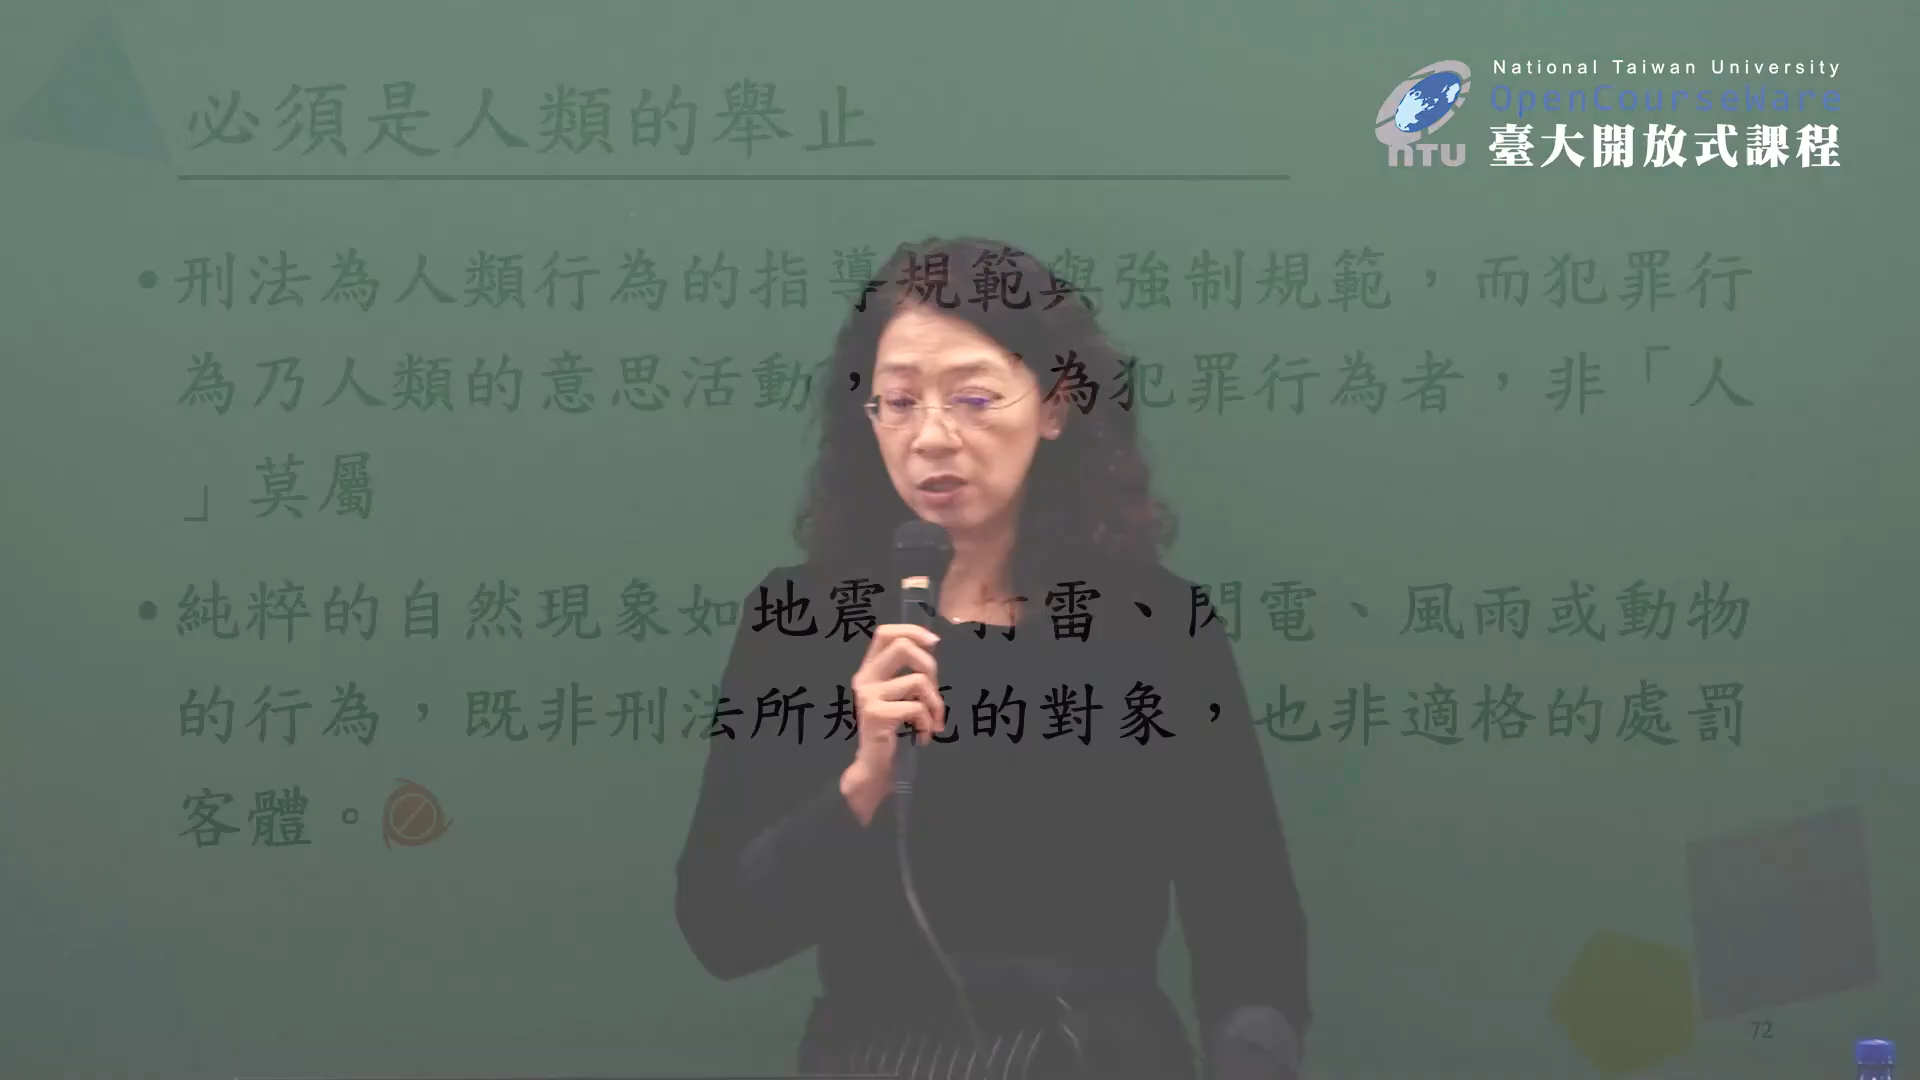 必須是人類的舉止
National Taiwan University
OpenCourseWare
臺大開放式課程
NTU
•刑法為人類行為的指導規範與強制規範，而犯罪行
為乃人類的意思活動，
為犯罪行為者，非「人
」莫屬
•純粹的自然現象如地震、打雷、閃電、風雨或動物
的行為，既非刑法所規範的對象，也非適格的處罰
客體。
72